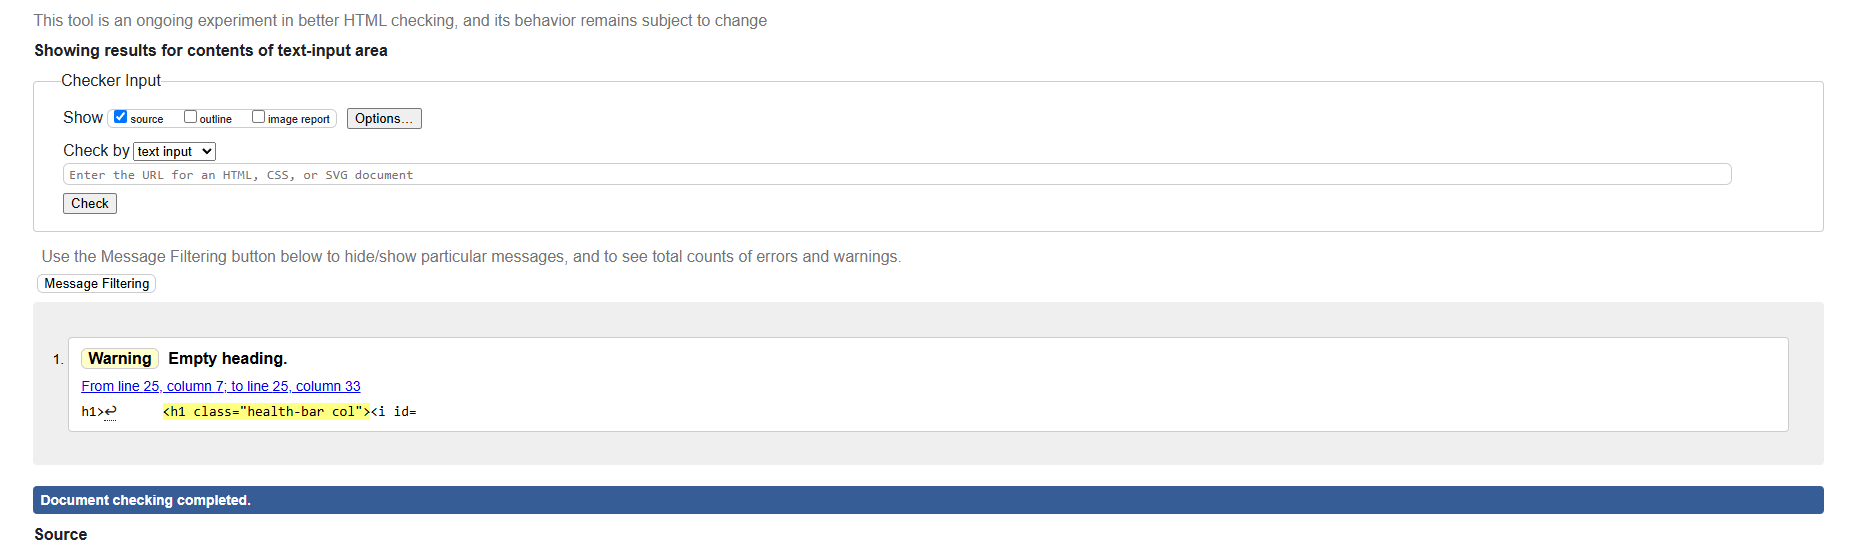 This tool is an ongoing experiment in better HTML checking, and its behavior remains subject to change
Showing results for contents of text-input area
Checker Input
Show source outline image report Options...
Check by text input
Enter the URL for an HTML, CSS, or SVG document
Check
Use the Message Filtering button below to hide/show particular messages, and to see total counts of errors and warnings.
Message Filtering
1. Warning Empty heading.
From line 25, column 7; to line 25, column 33
h1>↩ <h1 class="health-bar col"><i id=
Document checking completed.
Source